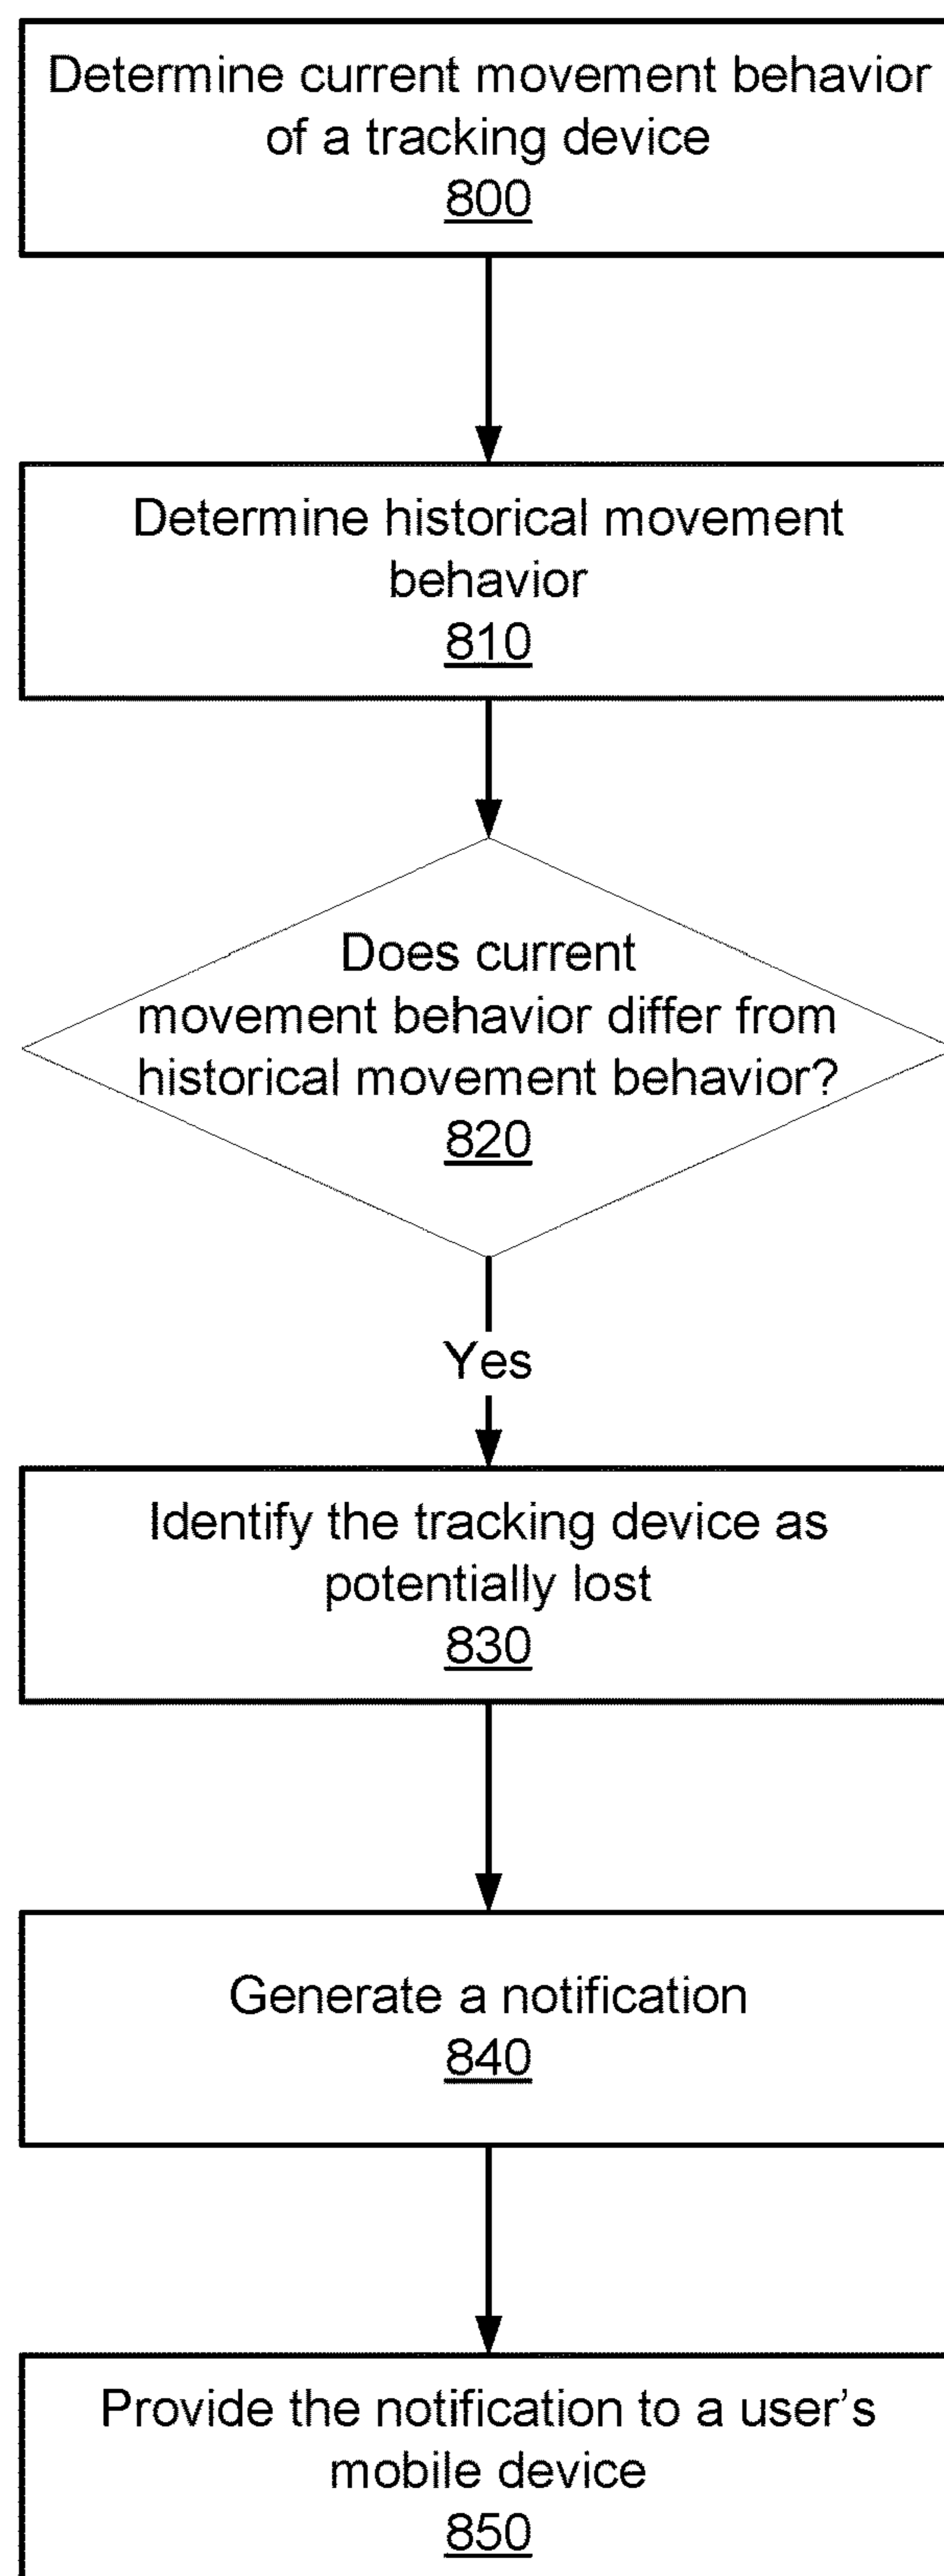 Determine current movement behavior
of a tracking device
800
Determine historical movement
behavior
810
Does current
movement behavior differ from
historical movement behavior?
820
Yes
Identify the tracking device as
potentially lost
830
Generate a notification
840
Provide the notification to a user's
mobile device
850